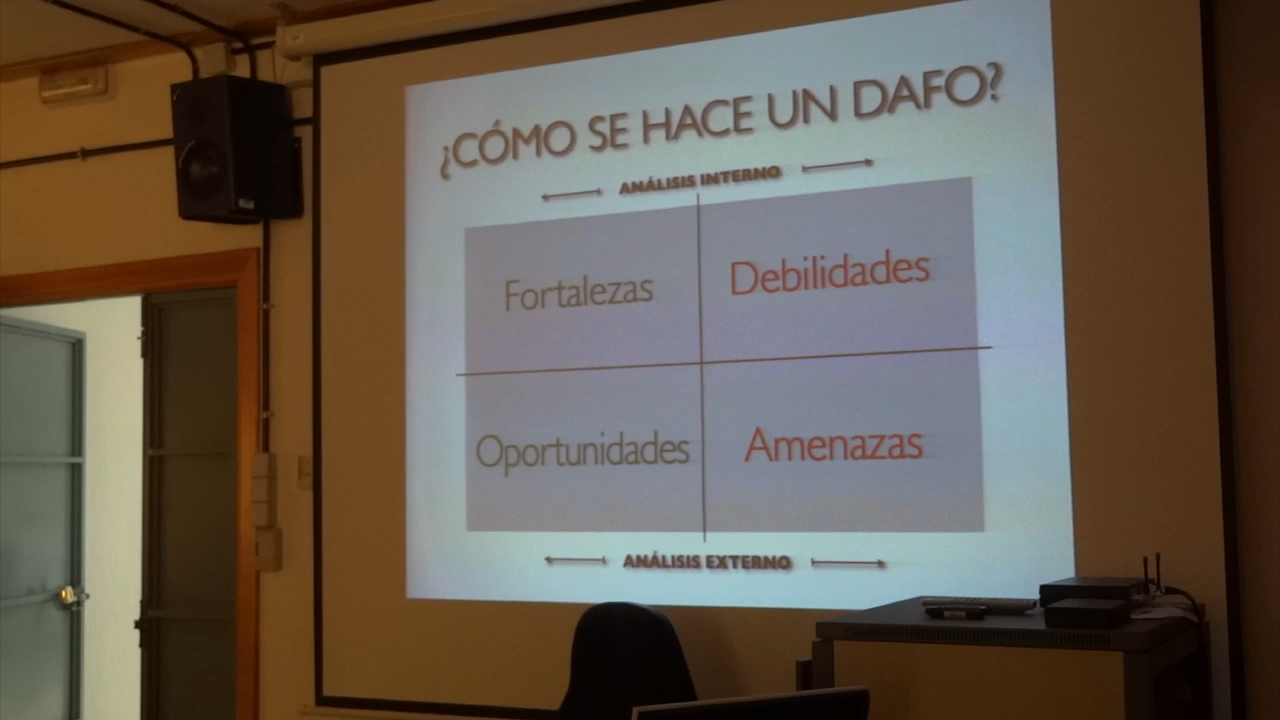 ¿CÓMO SE HACE UN DAFO?
ANÁLISIS INTERNO
Fortalezas
Debilidades
Oportunidades
Amenazas
ANÁLISIS EXTERNO